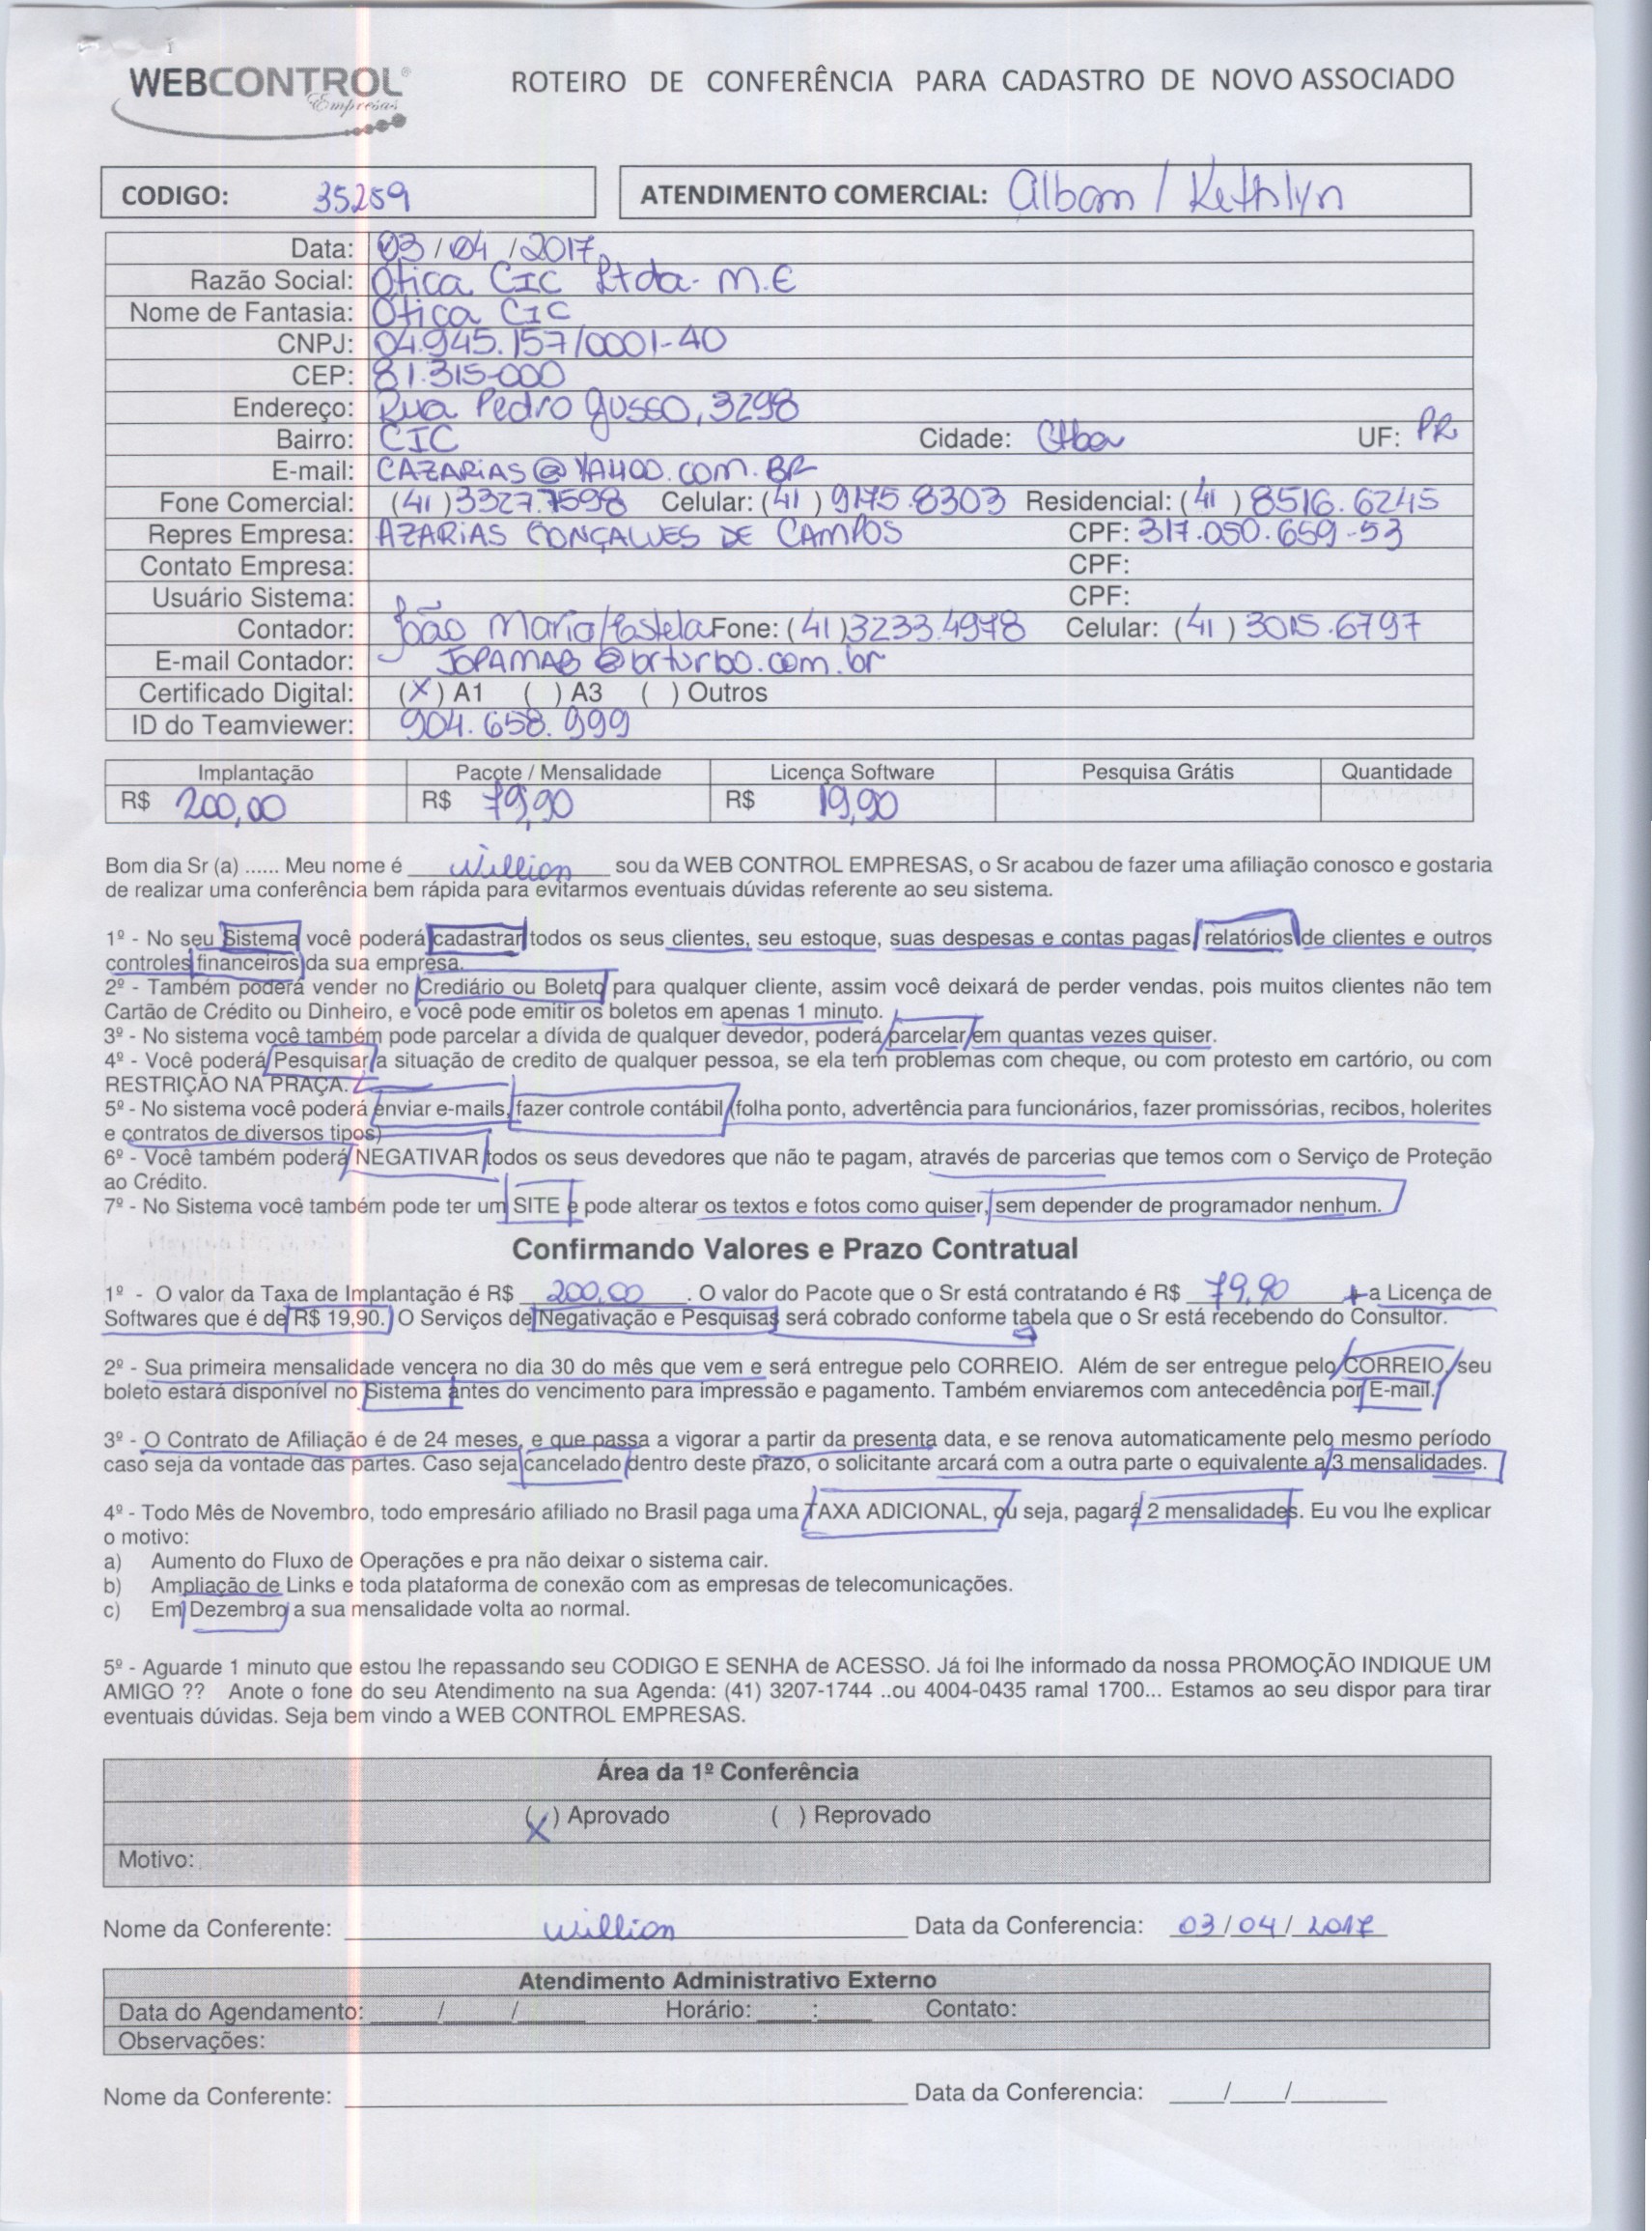 WEBCONTROL®
Empresas
ROTEIRO DE CONFERÊNCIA PARA CADASTRO DE NOVO ASSOCIADO
CODIGO: 35259
ATENDIMENTO COMERCIAL: Albam / Kethlyn
Data: 03/04/2017
Razão Social: Ótica CIC Ltda- M.E
Nome de Fantasia: Ótica CIC
CNPJ: 04.945.157/0001-40
CEP: 81.315-000
Endereço: Rua Pedro Gusso, 3298
Bairro: CIC Cidade: Ctba UF: PR
E-mail: CAZARIAS@YAHOO.COM.BR
Fone Comercial: (41)3327.7598 Celular: (41) 9145.8303 Residencial: (41) 8516.6245
Repres Empresa: AZARIAS GONÇALVES DE CAMPOS CPF: 317.050.659-53
Contato Empresa: CPF:
Usuário Sistema: CPF:
Contador: João Maria/Estela Fone: (41)3233.4978 Celular: (41) 3015.6797
E-mail Contador: JOPAMAB@brturbo.com.br
Certificado Digital: (X) A1 ( ) A3 ( ) Outros
ID do Teamviewer: 904.658.999
Implantação Pacote / Mensalidade Licença Software Pesquisa Grátis Quantidade
R$ 200,00 R$ 79,90 R$ 19,90
Bom dia Sr (a) ...... Meu nome é Willian sou da WEB CONTROL EMPRESAS, o Sr acabou de fazer uma afiliação conosco e gostaria
de realizar uma conferência bem rápida para evitarmos eventuais dúvidas referente ao seu sistema.
1º - No seu Sistema você poderá cadastrar todos os seus clientes, seu estoque, suas despesas e contas pagas, relatórios de clientes e outros
controles financeiros da sua empresa.
2º - Também poderá vender no Crediário ou Boleto para qualquer cliente, assim você deixará de perder vendas, pois muitos clientes não tem
Cartão de Crédito ou Dinheiro, e você pode emitir os boletos em apenas 1 minuto.
3º - No sistema você também pode parcelar a dívida de qualquer devedor, poderá parcelar em quantas vezes quiser.
4º - Você poderá Pesquisar a situação de credito de qualquer pessoa, se ela tem problemas com cheque, ou com protesto em cartório, ou com
RESTRIÇÃO NA PRAÇA.
5º - No sistema você poderá enviar e-mails, fazer controle contábil (folha ponto, advertência para funcionários, fazer promissórias, recibos, holerites
e contratos de diversos tipos)
6º - Você também poderá NEGATIVAR todos os seus devedores que não te pagam, através de parcerias que temos com o Serviço de Proteção
ao Crédito.
7º - No Sistema você também pode ter um SITE e pode alterar os textos e fotos como quiser, sem depender de programador nenhum.
Confirmando Valores e Prazo Contratual
1º - O valor da Taxa de Implantação é R$ 200,00. O valor do Pacote que o Sr está contratando é R$ 79,90 + a Licença de
Softwares que é de R$ 19,90. O Serviços de Negativação e Pesquisas será cobrado conforme tabela que o Sr está recebendo do Consultor.
2º - Sua primeira mensalidade vencera no dia 30 do mês que vem e será entregue pelo CORREIO. Além de ser entregue pelo CORREIO, seu
boleto estará disponível no Sistema antes do vencimento para impressão e pagamento. Também enviaremos com antecedência por E-mail.
3º - O Contrato de Afiliação é de 24 meses, e que passa a vigorar a partir da presenta data, e se renova automaticamente pelo mesmo período
caso seja da vontade das partes. Caso seja cancelado dentro deste prazo, o solicitante arcará com a outra parte o equivalente a 3 mensalidades.
4º - Todo Mês de Novembro, todo empresário afiliado no Brasil paga uma TAXA ADICIONAL, ou seja, pagará 2 mensalidades. Eu vou lhe explicar
o motivo:
a) Aumento do Fluxo de Operações e pra não deixar o sistema cair.
b) Ampliação de Links e toda plataforma de conexão com as empresas de telecomunicações.
c) Em Dezembro a sua mensalidade volta ao normal.
5º - Aguarde 1 minuto que estou lhe repassando seu CODIGO E SENHA de ACESSO. Já foi lhe informado da nossa PROMOÇÃO INDIQUE UM
AMIGO ?? Anote o fone do seu Atendimento na sua Agenda: (41) 3207-1744 ..ou 4004-0435 ramal 1700... Estamos ao seu dispor para tirar
eventuais dúvidas. Seja bem vindo a WEB CONTROL EMPRESAS.
Área da 1º Conferência
(X) Aprovado ( ) Reprovado
Motivo:
Nome da Conferente: Willian Data da Conferencia: 03/04/2017
Atendimento Administrativo Externo
Data do Agendamento: ____/____/____ Horário: ____:____ Contato:
Observações:
Nome da Conferente: Data da Conferencia: ____/____/____